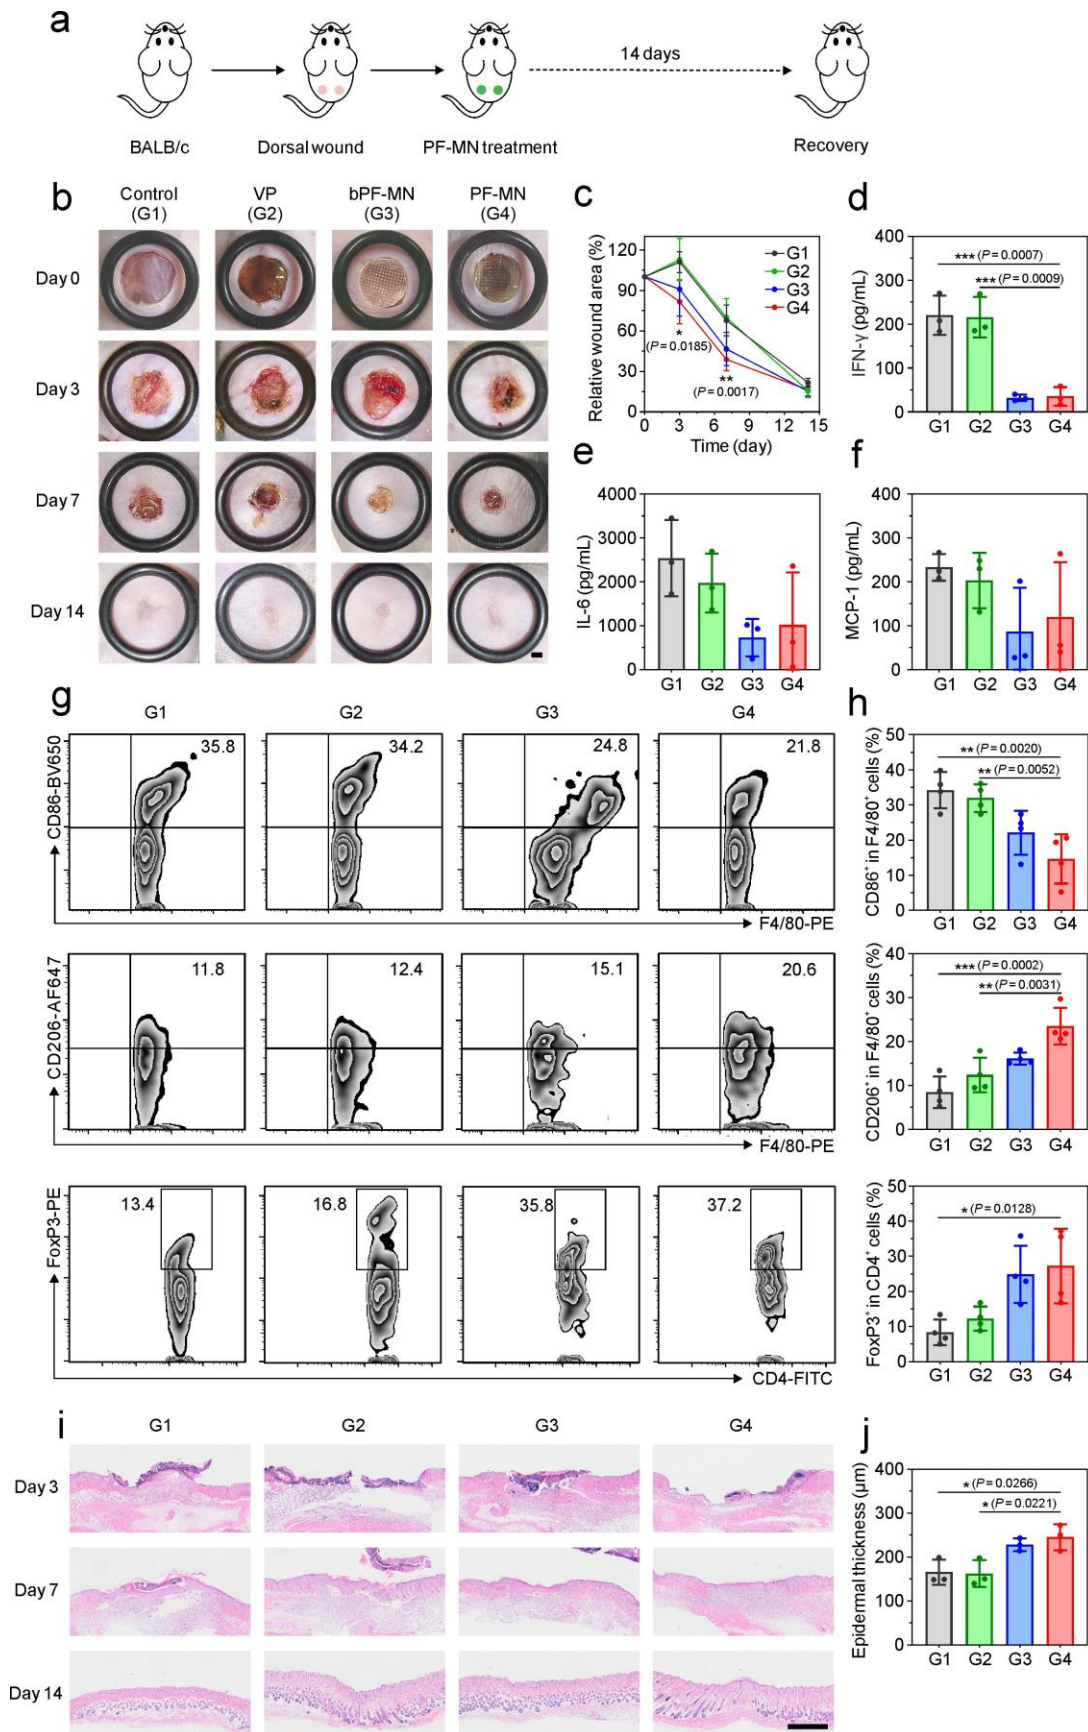 a
14 days
BALB/c
Dorsal wound
PF-MN treatment
Recovery
b
Control
(G1)
VP
(G2)
bPF-MN
(G3)
PF-MN
(G4)
Day 0
Day 3
Day 7
Day 14
c
Relative wound area (%)
120
90
60
30
0
0 3 6 9 12 15
Time (day)
G1
G2
G3
G4
*
(P = 0.0185)
**
(P = 0.0017)
d
IFN-γ (pg/mL)
400
300
200
100
0
*** (P = 0.0007)
*** (P = 0.0009)
G1 G2 G3 G4
e
IL-6 (pg/mL)
4000
3000
2000
1000
0
G1 G2 G3 G4
f
MCP-1 (pg/mL)
400
300
200
100
0
G1 G2 G3 G4
g
G1 G2 G3 G4
CD86-BV650
35.8 34.2 24.8 21.8
F4/80-PE
CD206-AF647
11.8 12.4 15.1 20.6
F4/80-PE
FoxP3-PE
13.4 16.8 35.8 37.2
CD4-FITC
h
CD86+ in F4/80+ cells (%)
50
40
30
20
10
0
** (P = 0.0020)
** (P = 0.0052)
G1 G2 G3 G4
CD206+ in F4/80+ cells (%)
40
30
20
10
0
*** (P = 0.0002)
** (P = 0.0031)
G1 G2 G3 G4
FoxP3+ in CD4+ cells (%)
50
40
30
20
10
0
* (P = 0.0128)
G1 G2 G3 G4
i
G1 G2 G3 G4
Day 3
Day 7
Day 14
j
Epidermal thickness (μm)
400
300
200
100
0
* (P = 0.0266)
* (P = 0.0221)
G1 G2 G3 G4